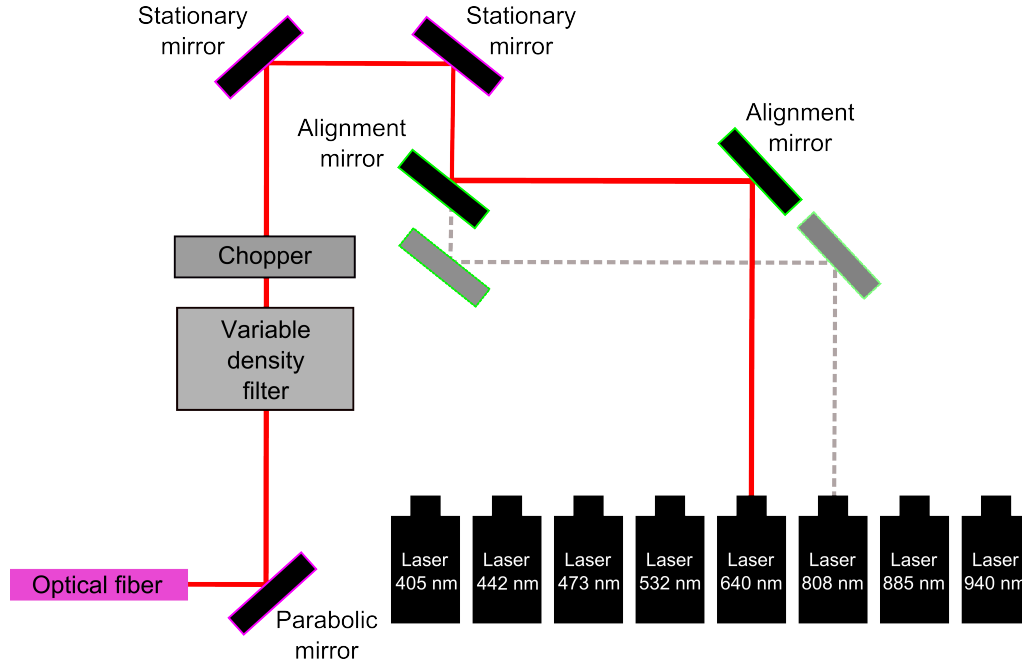 Stationary
mirror
Stationary
mirror
Alignment
mirror
Alignment
mirror
Chopper
Variable
density
filter
Laser
405 nm
Laser
442 nm
Laser
473 nm
Laser
532 nm
Laser
640 nm
Laser
808 nm
Laser
885 nm
Laser
940 nm
Optical fiber
Parabolic
mirror